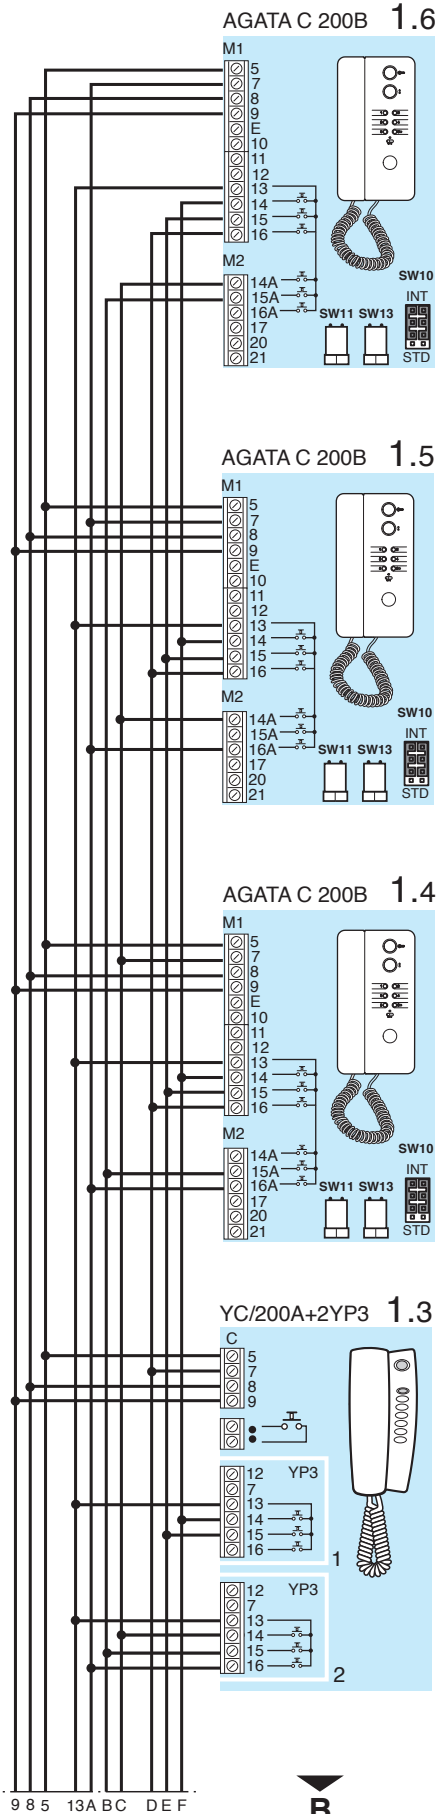 AGATA C 200B 1.6
M1
5
7
8
9
E
10
11
12
13
14
15
16
M2
14A
15A
16A
17
20
21
SW11 SW13
SW10
INT
STD
AGATA C 200B 1.5
M1
5
7
8
9
E
10
11
12
13
14
15
16
M2
14A
15A
16A
17
20
21
SW11 SW13
SW10
INT
STD
AGATA C 200B 1.4
M1
5
7
8
9
E
10
11
12
13
14
15
16
M2
14A
15A
16A
17
20
21
SW11 SW13
SW10
INT
STD
YC/200A+2YP3 1.3
C
5
7
8
9
12 YP3
7
13
14
15
16
1
12 YP3
7
13
14
15
16
2
9 8 5 13 A B C D E F
B